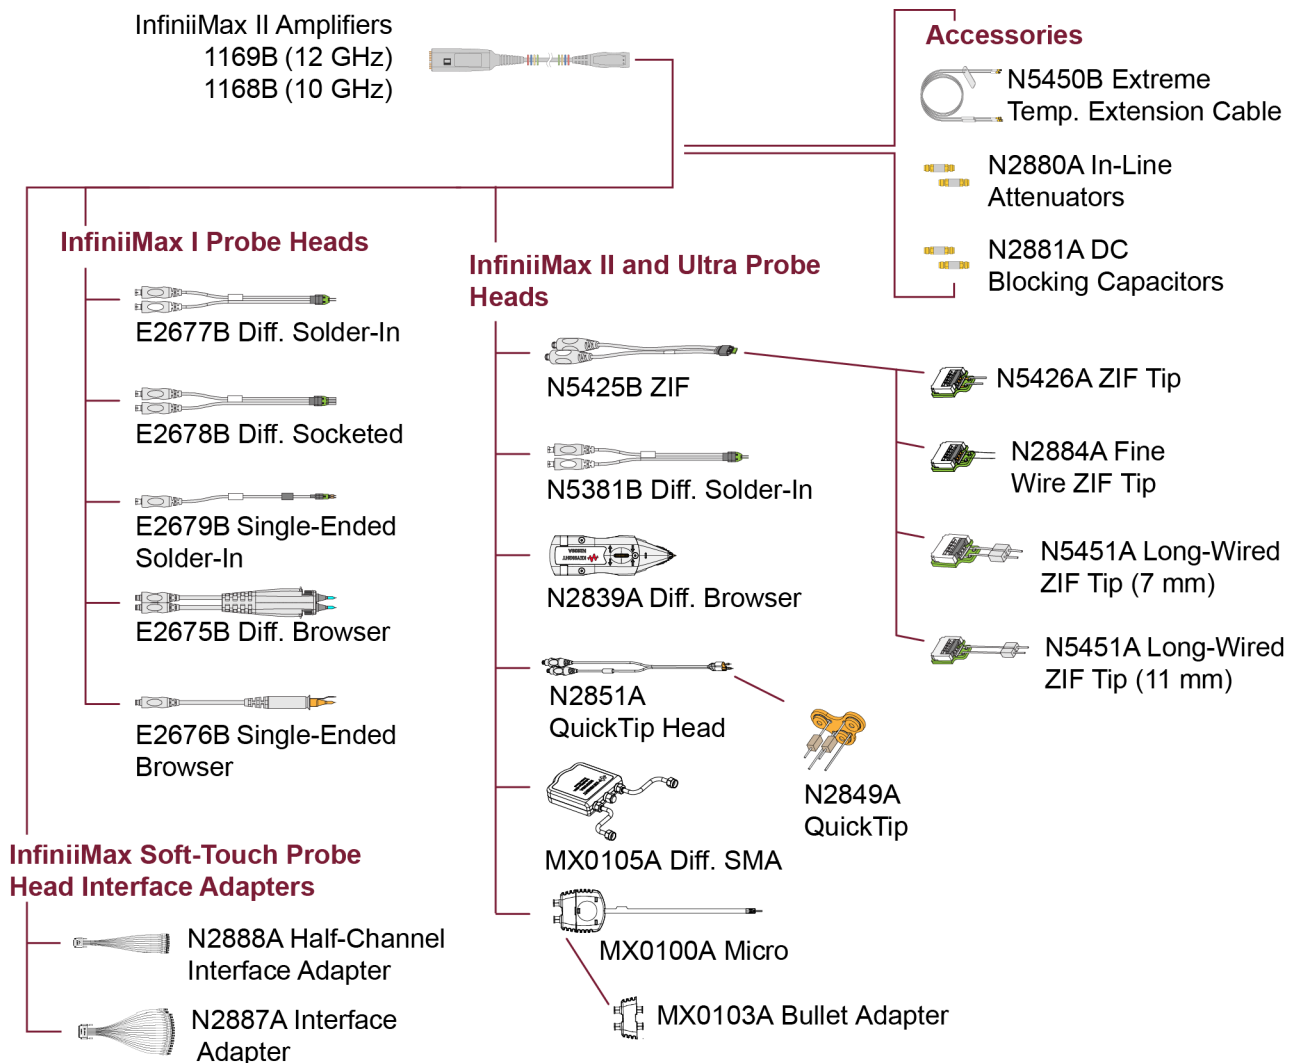 InfiniiMax II Amplifiers
1169B (12 GHz)
1168B (10 GHz)
Accessories
N5450B Extreme
Temp. Extension Cable
N2880A In-Line
Attenuators
N2881A DC
Blocking Capacitors
InfiniiMax I Probe Heads
E2677B Diff. Solder-In
E2678B Diff. Socketed
E2679B Single-Ended
Solder-In
E2675B Diff. Browser
E2676B Single-Ended
Browser
InfiniiMax II and Ultra Probe
Heads
N5425B ZIF
N5381B Diff. Solder-In
N2839A Diff. Browser
N2851A
QuickTip Head
MX0105A Diff. SMA
MX0100A Micro
N5426A ZIF Tip
N2884A Fine
Wire ZIF Tip
N5451A Long-Wired
ZIF Tip (7 mm)
N5451A Long-Wired
ZIF Tip (11 mm)
N2849A
QuickTip
MX0103A Bullet Adapter
InfiniiMax Soft-Touch Probe
Head Interface Adapters
N2888A Half-Channel
Interface Adapter
N2887A Interface
Adapter